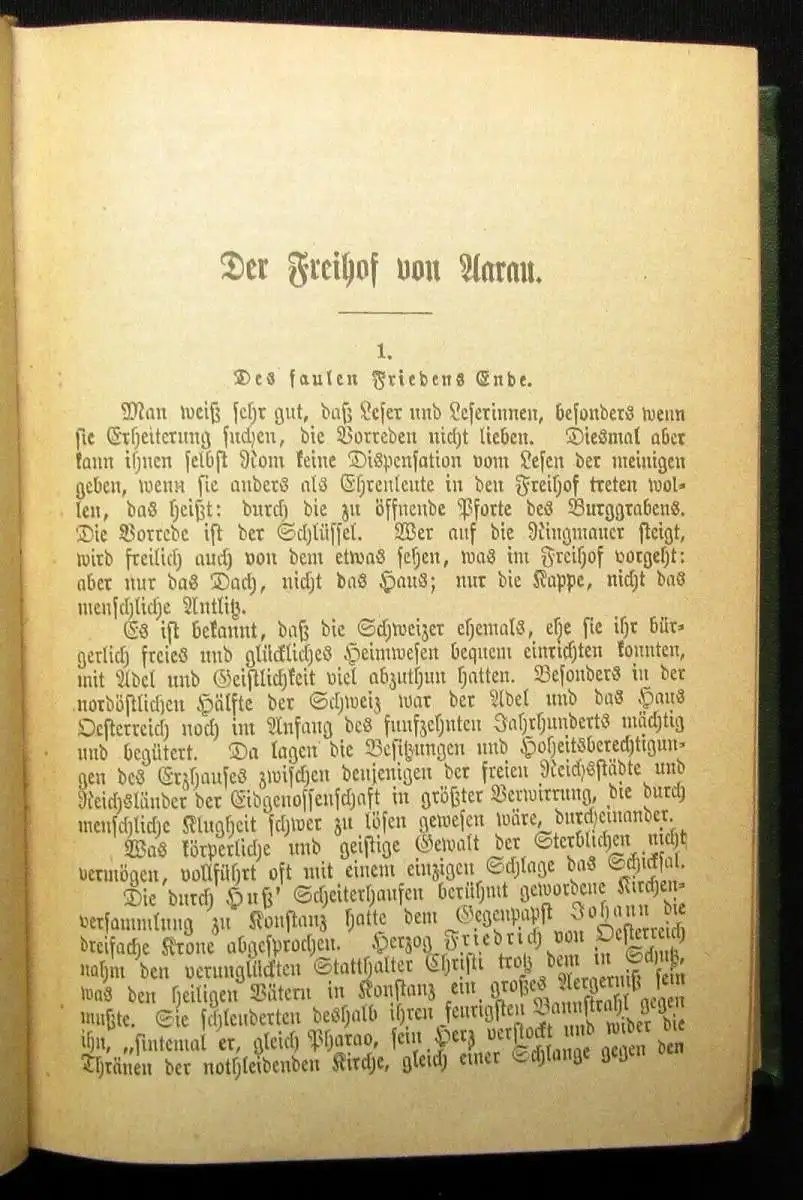 Der Freihof von Aarau.
1.
Des faulen Friedens Ende.
Man weiß sehr gut, daß Leser und Leserinnen, besonders wenn
sie Erheiterung suchen, die Vorreden nicht lieben. Diesmal aber
kann ihnen selbst Rom keine Dispensation vom Lesen der meinigen
geben, wenn sie anders als Ehrenleute in den Freihof treten wol-
len, das heißt: durch die zu öffnende Pforte des Burggrabens.
Die Vorrede ist der Schlüssel. Wer auf die Ringmauer steigt,
wird freilich auch von dem etwas sehen, was im Freihof vorgeht:
aber nur das Dach, nicht das Haus; nur die Kappe, nicht das
menschliche Antlitz.
Es ist bekannt, daß die Schweizer ehemals, ehe sie ihr bür-
gerlich freies und glückliches Heimwesen bequem einrichten konnten,
mit Adel und Geistlichkeit viel abzuthun hatten. Besonders in der
nordöstlichen Hälfte der Schweiz war der Adel und das Haus
Oesterreich noch im Anfang des funfzehnten Jahrhunderts mächtig
und begütert. Da lagen die Besitzungen und Hoheitsberechtigun-
gen des Erzhauses zwischen denjenigen der freien Reichsstädte und
Reichsländer der Eidgenossenschaft in größter Verwirrung, die durch
menschliche Klugheit schwer zu lösen gewesen wäre, durcheinander.
Was körperliche und geistige Gewalt der Sterblichen nicht
vermögen, vollführt oft mit einem einzigen Schlage das Schicksal.
Die durch Huß' Scheiterhaufen berühmt gewordene Kirchen-
versammlung zu Konstanz hatte dem Gegenpapst Johann die
dreifache Krone abgesprochen. Herzog Friedrich von Oesterreich
nahm den verunglückten Statthalter Christi trotz dem in Schutz,
was den heiligen Vätern in Konstanz ein großes Aergerniß sein
mußte. Sie schleuderten deshalb ihren feurigsten Bannstrahl gegen
ihn, „sintemal er, gleich Pharao, sein Herz verstockt und wider die
Thränen der nothleidenden Kirche, gleich einer Schlange gegen den